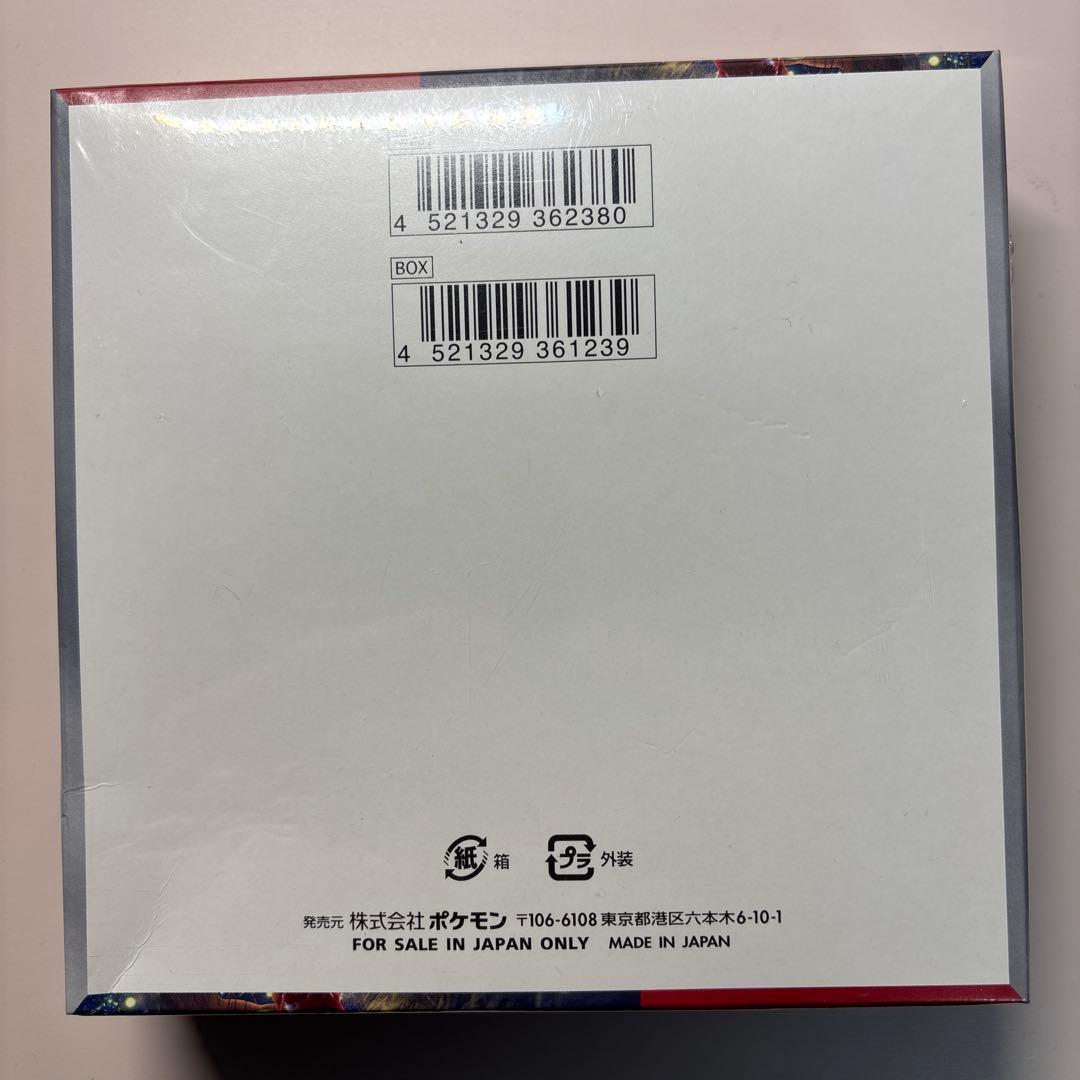 4 521329 362380
BOX
4 521329 361239
紙 箱 プラ 外装
発売元 株式会社 ポケモン 〒106-6108 東京都港区六本木6-10-1
FOR SALE IN JAPAN ONLY MADE IN JAPAN